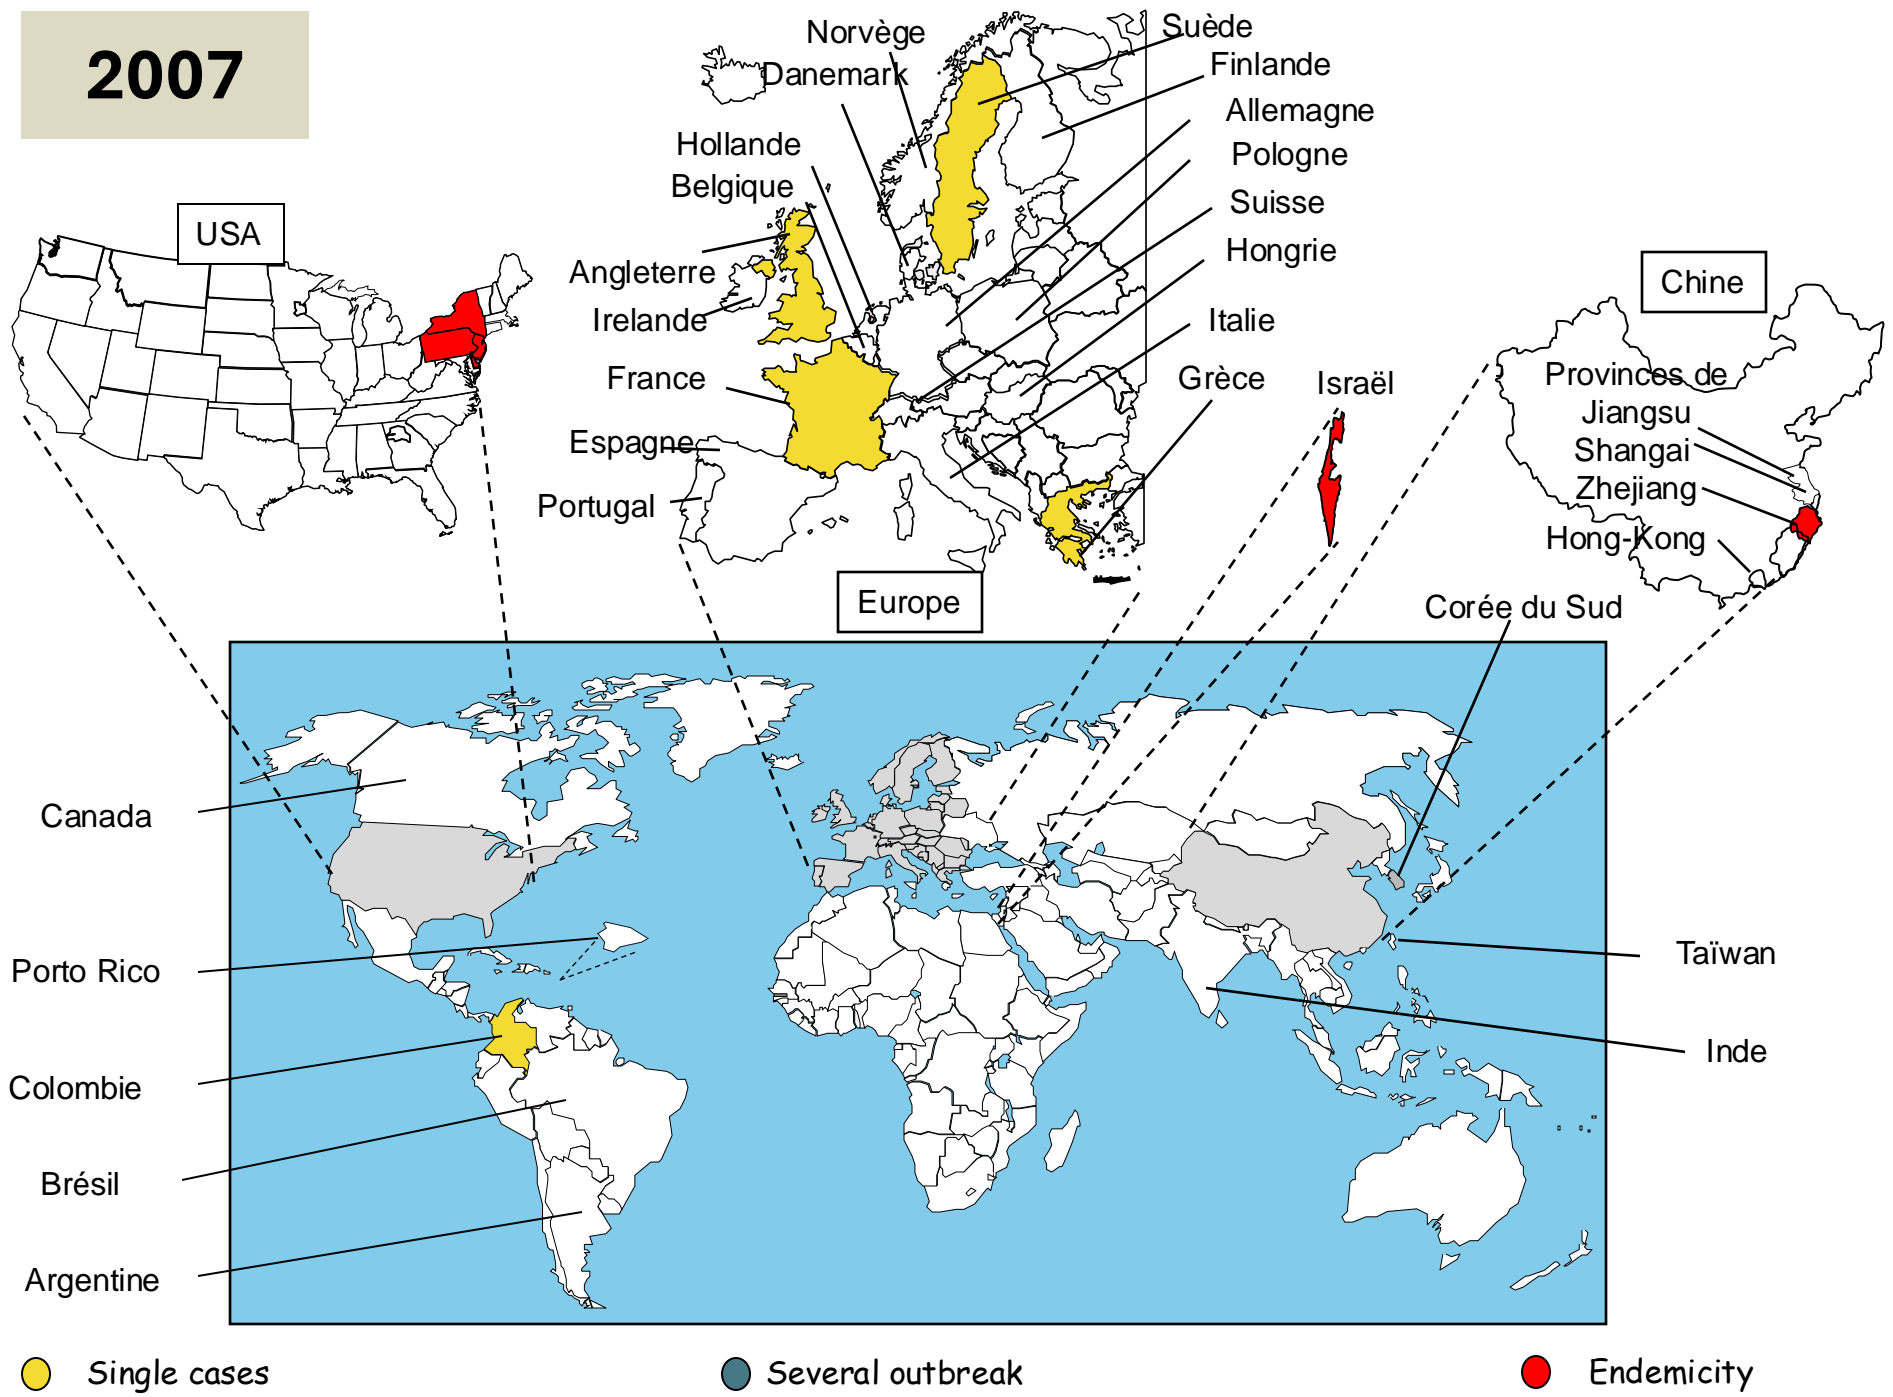 2007
Norvège
Suède
Danemark
Finlande
Allemagne
Hollande
Pologne
Belgique
Suisse
USA
Hongrie
Angleterre
Chine
Irelande
Italie
France
Grèce
Israël
Provinces de
Jiangsu
Espagne
Shangai
Zhejiang
Portugal
Hong-Kong
Europe
Corée du Sud
Canada
Porto Rico
Taïwan
Inde
Colombie
Brésil
Argentine
Single cases
Several outbreak
Endemicity